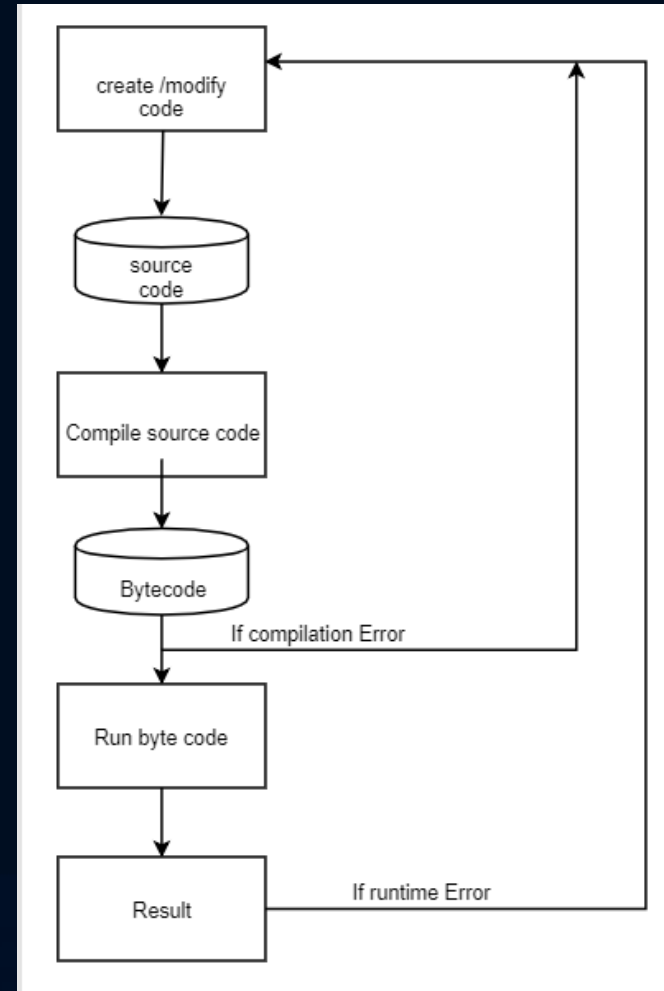 create /modify
code
source
code
Compile source code
Bytecode
If compilation Error
Run byte code
Result
If runtime Error